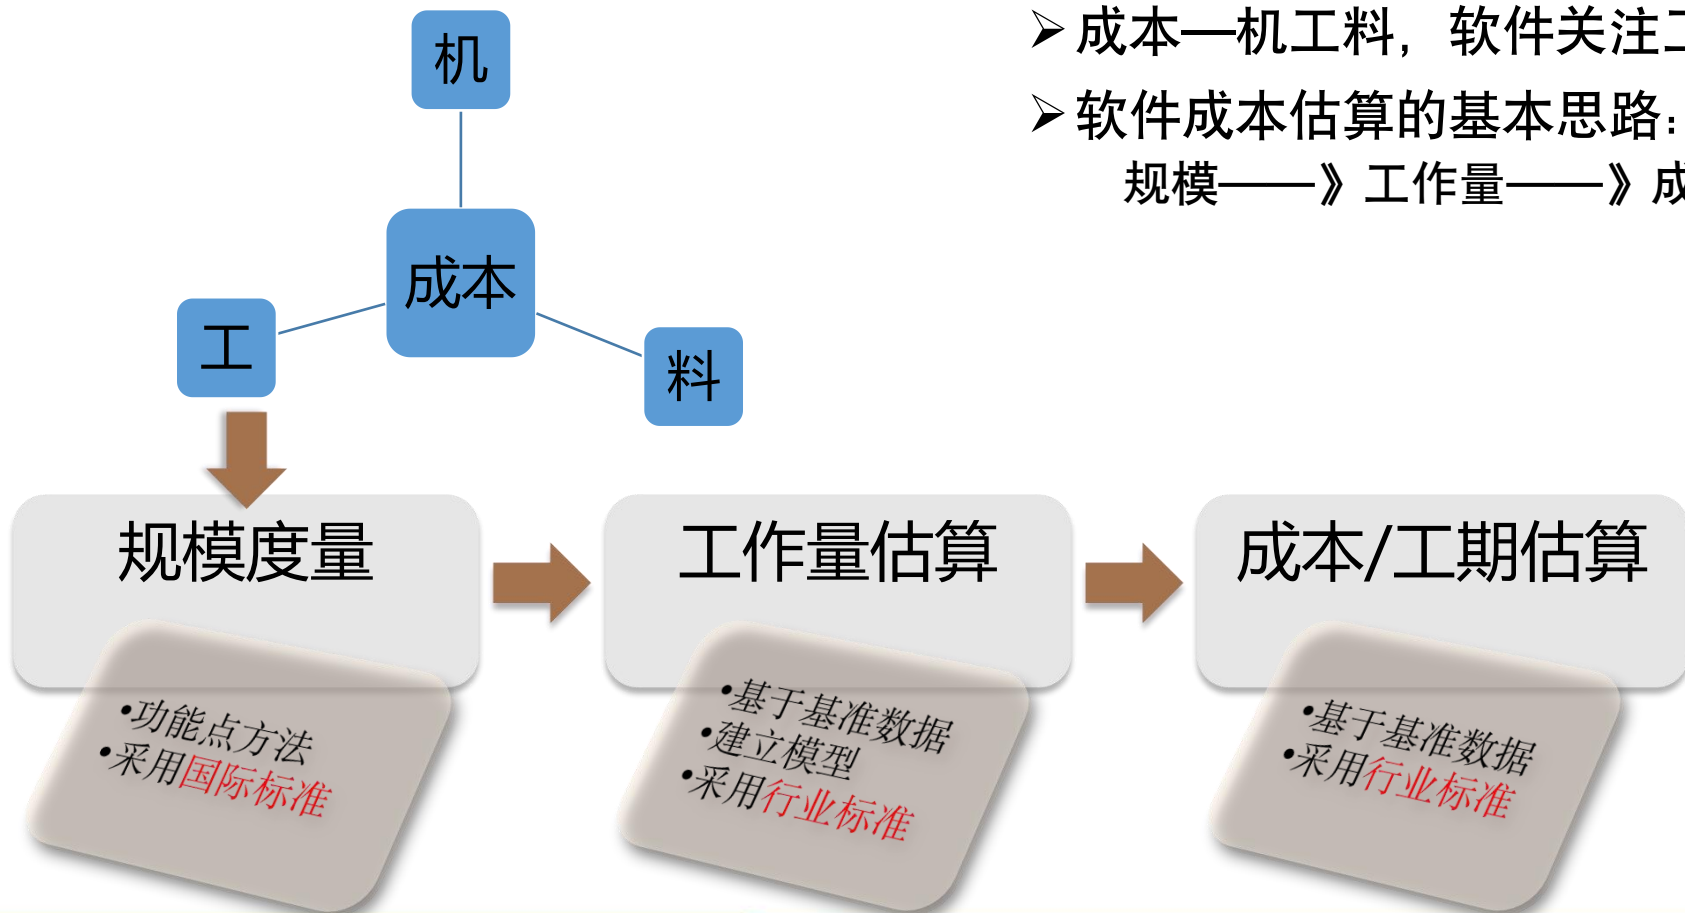 机
成本
工
料
成本—机工料，软件关注工
软件成本估算的基本思路：
规模——》工作量——》成
规模度量
•功能点方法
•采用国际标准
工作量估算
•基于基准数据
•建立模型
•采用行业标准
成本/工期估算
•基于基准数据
•采用行业标准